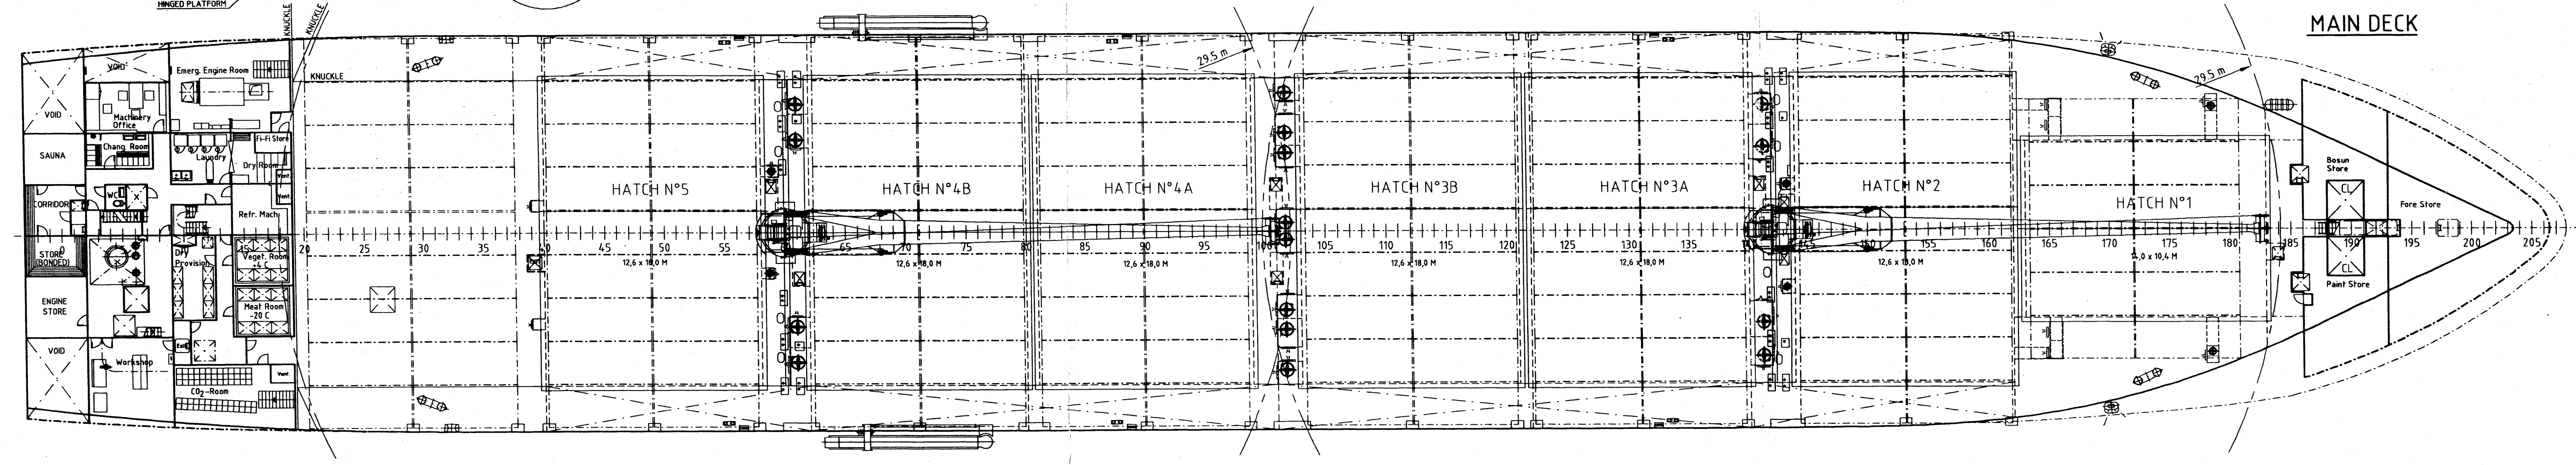 HINGED PLATFORM
KNUCKLE
KNUCKLE
MAIN DECK
29.5 m
29.5 m
VOID
Emerg. Engine Room
KNUCKLE
VOID
Machinery
Office
Fi-Fi Store
SAUNA
Chang. Room
Laundry
Dry Room
Vent.
Vent.
WC
CORRIDOR
Refr. Mach.
HATCH N°5
HATCH N°4B
HATCH N°4A
HATCH N°3B
HATCH N°3A
HATCH N°2
HATCH N°1
Bosun
Store
CL
Fore Store
0 15 20 25 30 35 40 45 50 55 65 70 75 80 85 90 95 100 105 110 115 120 125 130 135 145 150 155 160 165 170 175 180 185 190 195 200 205
STORE
(BONDED)
Dry
Provision
Veget. Room
+4 C
12,6 x 18,0 M
12,6 x 18,0 M
12,6 x 18,0 M
12,6 x 18,0 M
12,6 x 18,0 M
12,6 x 18,0 M
11,0 x 10,4 M
CL
Paint Store
ENGINE
STORE
Meat Room
-20 C
VOID
Workshop
Vent.
CO2-Room